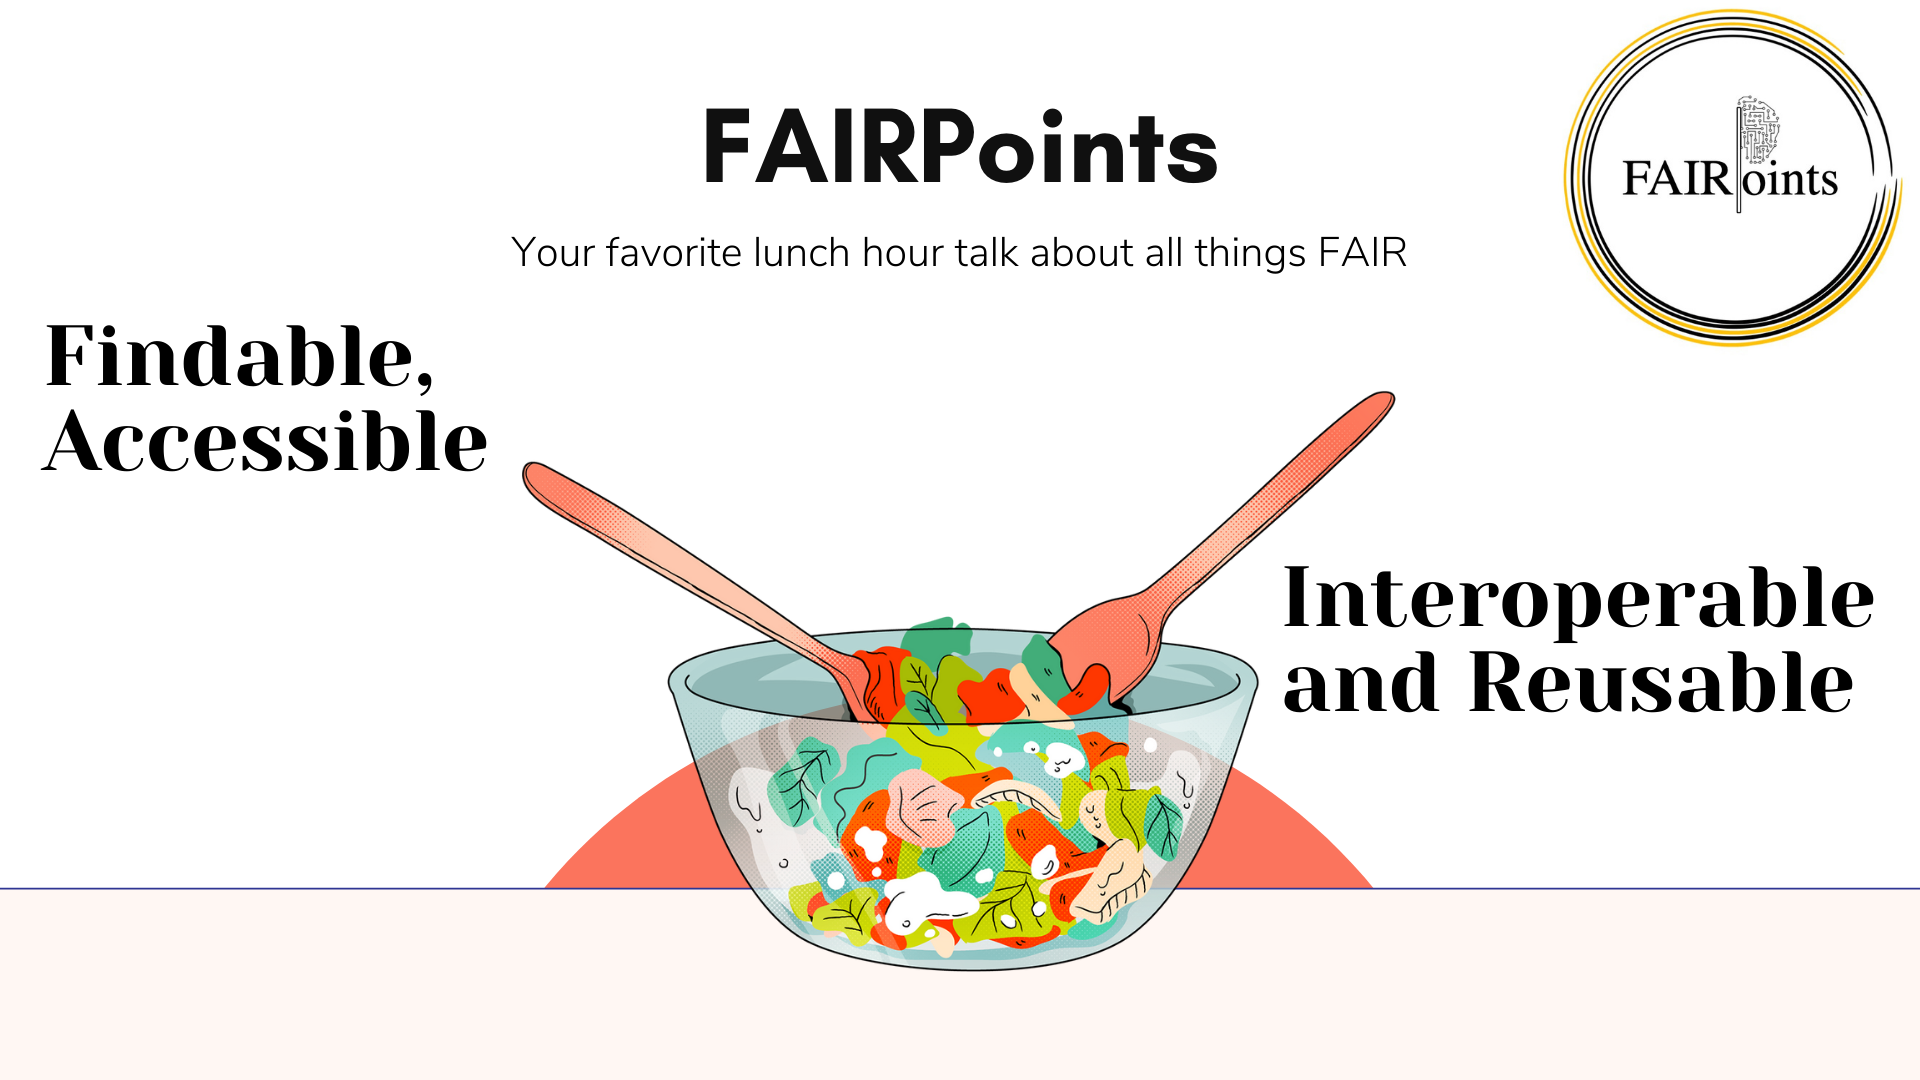 FAIRPoints
Your favorite lunch hour talk about all things FAIR
FAIRPoints
Findable,
Accessible
Interoperable
and Reusable